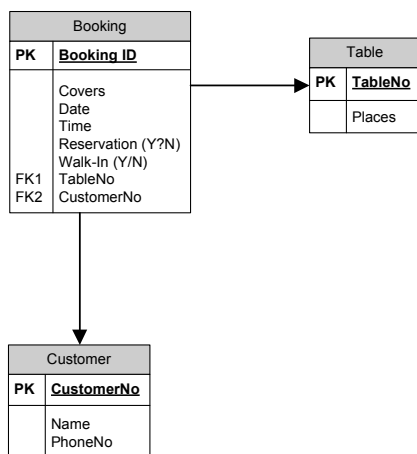 Booking
PK Booking ID
Covers
Date
Time
Reservation (Y?N)
Walk-In (Y/N)
FK1 TableNo
FK2 CustomerNo
Table
PK TableNo
Places
Customer
PK CustomerNo
Name
PhoneNo